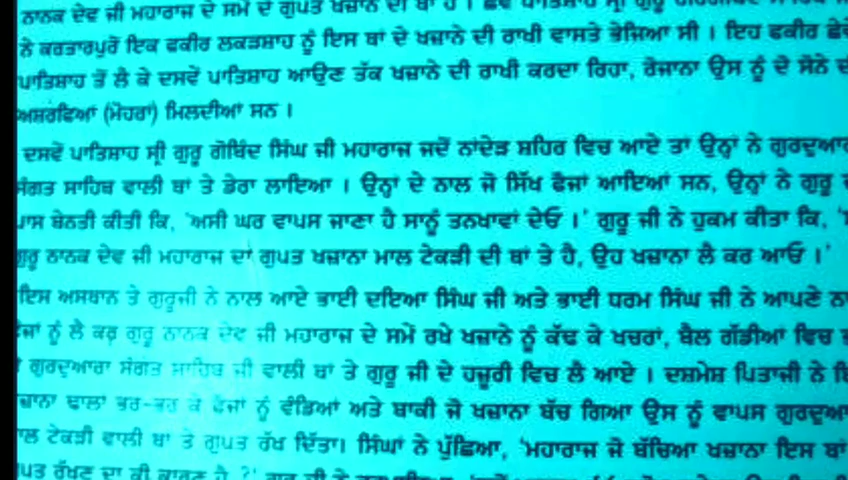 ਨਾਨਕ ਦੇਵ ਜੀ ਮਹਾਰਾਜ ਦੇ ਸਮੇਂ ਦੇ ਗੁਪਤ ਖਜ਼ਾਨੇ ਦੀ ਥਾਂ ਹੈ । ਛੇਵੇਂ ਪਾਤਿਸ਼ਾਹ ਸ੍ਰੀ ਗੁਰੂ
ਨੇ ਕਰਤਾਰਪੁਰੋਂ ਇਕ ਫਕੀਰ ਲਕੜਸ਼ਾਹ ਨੂੰ ਇਸ ਥਾਂ ਦੇ ਖਜ਼ਾਨੇ ਦੀ ਰਾਖੀ ਵਾਸਤੇ ਭੇਜਿਆ ਸੀ । ਇਹ ਫਕੀਰ
ਪਾਤਿਸ਼ਾਹ ਤੋਂ ਲੈ ਕੇ ਦਸਵੇਂ ਪਾਤਿਸ਼ਾਹ ਆਉਣ ਤੱਕ ਖਜ਼ਾਨੇ ਦੀ ਰਾਖੀ ਕਰਦਾ ਰਿਹਾ, ਰੋਜ਼ਾਨਾ ਉਸ ਨੂੰ ਦੋ ਸੋਨੇ
ਅਸ਼ਰਫਿਆਂ (ਮੋਹਰਾਂ) ਮਿਲਦੀਆਂ ਸਨ ।
ਦਸਵੇਂ ਪਾਤਿਸ਼ਾਹ ਸ੍ਰੀ ਗੁਰੂ ਗੋਬਿੰਦ ਸਿੰਘ ਜੀ ਮਹਾਰਾਜ ਜਦੋਂ ਨਾਂਦੇੜ ਸ਼ਹਿਰ ਵਿਚ ਆਏ ਤਾਂ ਉਨ੍ਹਾਂ ਨੇ ਗੁਰਦੁਆਰ
ਸੰਗਤ ਸਾਹਿਬ ਵਾਲੀ ਥਾਂ ਤੇ ਡੇਰਾ ਲਾਇਆ । ਉਨ੍ਹਾਂ ਦੇ ਨਾਲ ਜੋ ਸਿੱਖ ਫੌਜਾਂ ਆਇਆਂ ਸਨ, ਉਨ੍ਹਾਂ ਨੇ ਗੁਰੂ
ਪਾਸ ਬੇਨਤੀ ਕੀਤੀ ਕਿ, 'ਅਸੀ ਘਰ ਵਾਪਸ ਜਾਣਾ ਹੈ ਸਾਨੂੰ ਤਨਖਾਵਾਂ ਦੇਓ ।' ਗੁਰੂ ਜੀ ਨੇ ਹੁਕਮ ਕੀਤਾ ਕਿ,
ਗੁਰੂ ਨਾਨਕ ਦੇਵ ਜੀ ਮਹਾਰਾਜ ਦਾ ਗੁਪਤ ਖਜ਼ਾਨਾ ਮਾਲ ਟੇਕੜੀ ਦੀ ਥਾਂ ਤੇ ਹੈ, ਉਹ ਖਜ਼ਾਨਾ ਲੈ ਕਰ ਆਓ ।'
ਇਸ ਅਸਥਾਨ ਤੇ ਗੁਰੂਜੀ ਨੇ ਨਾਲ ਆਏ ਭਾਈ ਦਇਆ ਸਿੰਘ ਜੀ ਅਤੇ ਭਾਈ ਧਰਮ ਸਿੰਘ ਜੀ ਨੇ ਆਪਣੇ
ਜਾਂ ਨੂੰ ਲੈ ਕਰ ਗੁਰੂ ਨਾਨਕ ਦੇਵ ਜੀ ਮਹਾਰਾਜ ਦੇ ਸਮੇਂ ਰਖੇ ਖਜ਼ਾਨੇ ਨੂੰ ਕੱਢ ਕੇ ਖਚਰਾਂ, ਬੈਲ ਗੱਡੀਆਂ ਵਿਚ
ਗੁਰਦੁਆਰਾ ਸੰਗਤ ਸਾਹਿਬ ਜੀ ਵਾਲੀ ਥਾਂ ਤੇ ਗੁਰੂ ਜੀ ਦੇ ਹਜ਼ੂਰੀ ਵਿਚ ਲੈ ਆਏ । ਦਸ਼ਮੇਸ਼ ਪਿਤਾਜੀ ਨੇ
ਜ਼ਾਨਾ ਢਾਲਾਂ ਭਰ-ਭਰ ਕੇ ਫੌਜਾਂ ਨੂੰ ਵੰਡਿਆਂ ਅਤੇ ਬਾਕੀ ਜੋ ਖਜ਼ਾਨਾ ਬੱਚ ਗਿਆ ਉਸ ਨੂੰ ਵਾਪਸ ਗੁਰਦੁਆ
ਾਲ ਟੇਕੜੀ ਵਾਲੀ ਥਾਂ ਤੇ ਗੁਪਤ ਰੱਖ ਦਿੱਤਾ। ਸਿੰਘਾਂ ਨੇ ਪੁੱਛਿਆ, 'ਮਹਾਰਾਜ ਜੋ ਬੱਚਿਆ ਖਜ਼ਾਨਾ ਇਸ ਥਾਂ
ਪਤ ਰੱਖਣ ਦਾ ਕੀ ਕਾਰਣ ਹੈ ?' ਗੁਰੂ ਜੀ ਨੇ